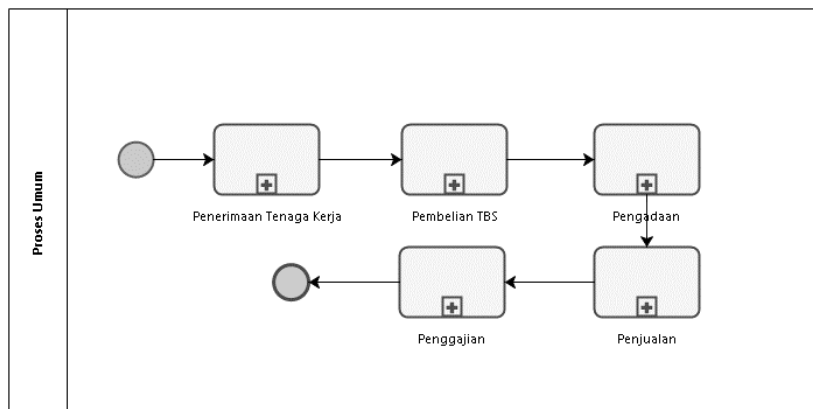 Proses Umum
Penerimaan Tenaga Kerja
Pembelian TBS
Pengadaan
Penggajian
Penjualan